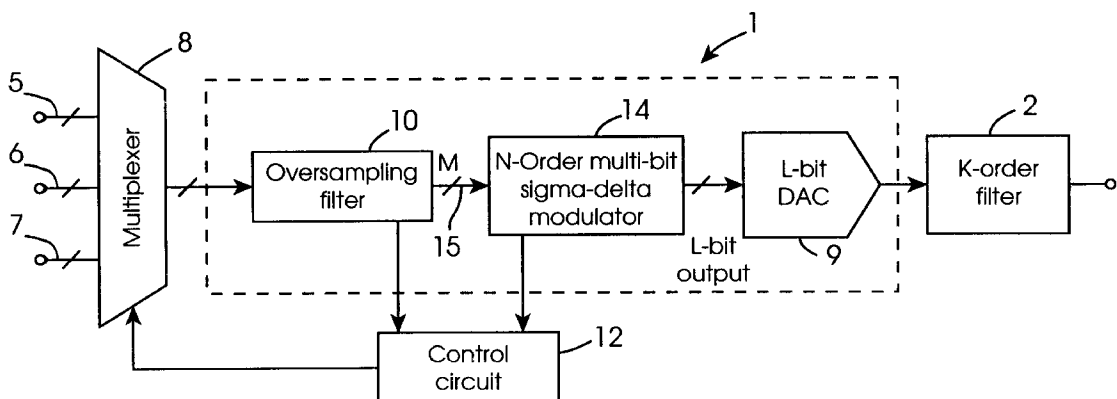 1
8
5
6
7
Multiplexer
10
Oversampling
filter
M
15
14
N-Order multi-bit
sigma-delta
modulator
L-bit
output
L-bit
DAC
9
2
K-order
filter
Control
circuit
12